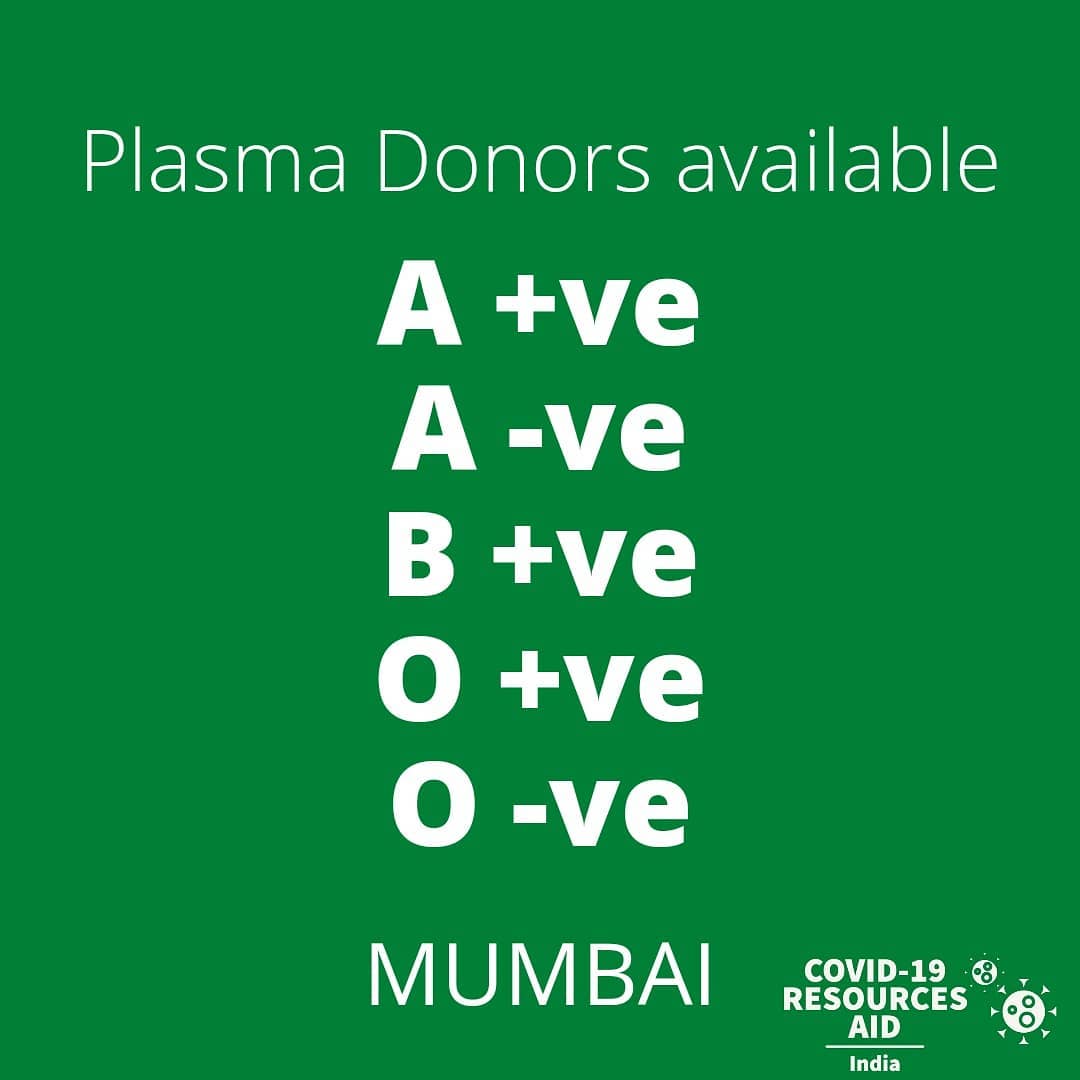 Plasma Donors available
A +ve
A -ve
B +ve
O +ve
O -ve
MUMBAI
COVID-19
RESOURCES
AID
India